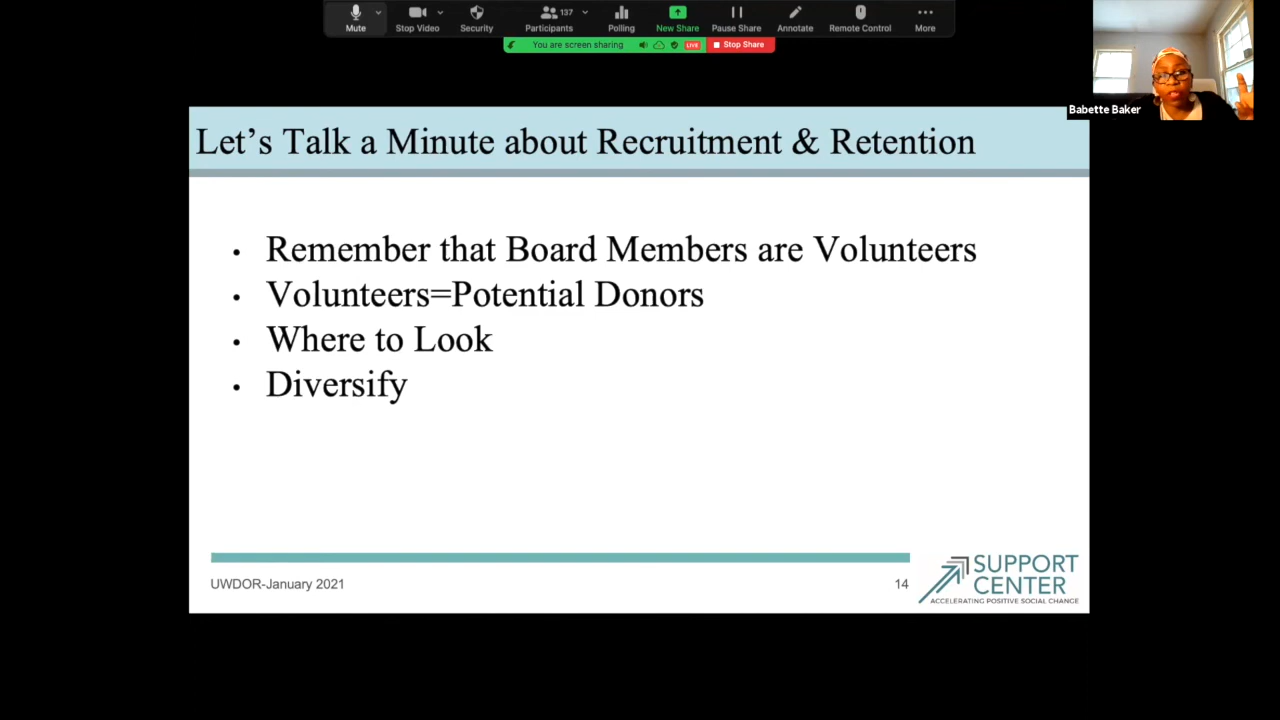 137
Mute
Stop Video
Security
Participants
Polling
New Share
Pause Share
Annotate
Remote Control
More
You are screen sharing
LIVE
Stop Share
Babette Baker
Let's Talk a Minute about Recruitment & Retention
• Remember that Board Members are Volunteers
• Volunteers=Potential Donors
• Where to Look
• Diversify
UWDOR-January 2021
14
SUPPORT
CENTER
ACCELERATING POSITIVE SOCIAL CHANGE